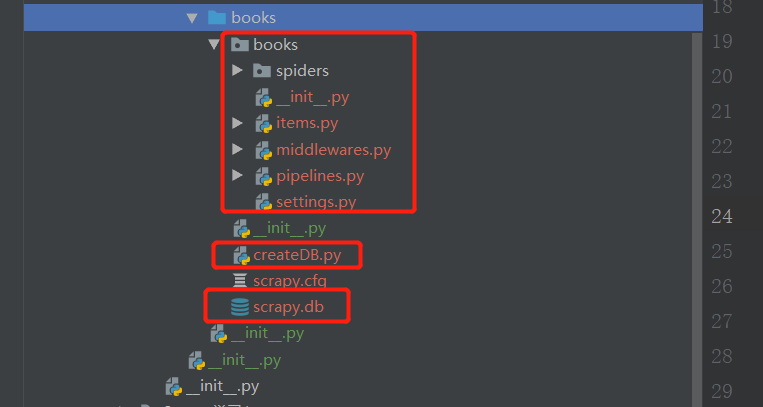 books
18
books
19
spiders
20
__init__.py
21
items.py
22
middlewares.py
pipelines.py
23
settings.py
24
__init__.py
createDB.py
25
scrapy.cfg
26
scrapy.db
27
__init__.py
__init__.py
28
__init__.py
29